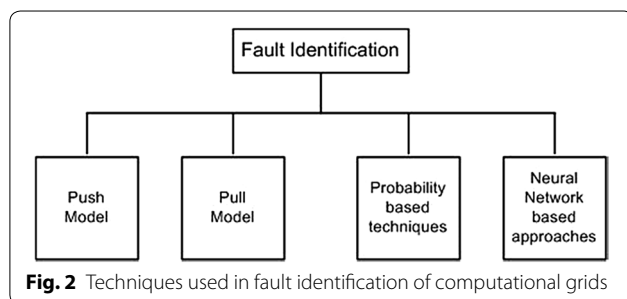 Fault Identification
Push
Model
Pull
Model
Probability
based
techniques
Neural
Network
based
approaches
Fig. 2 Techniques used in fault identification of computational grids